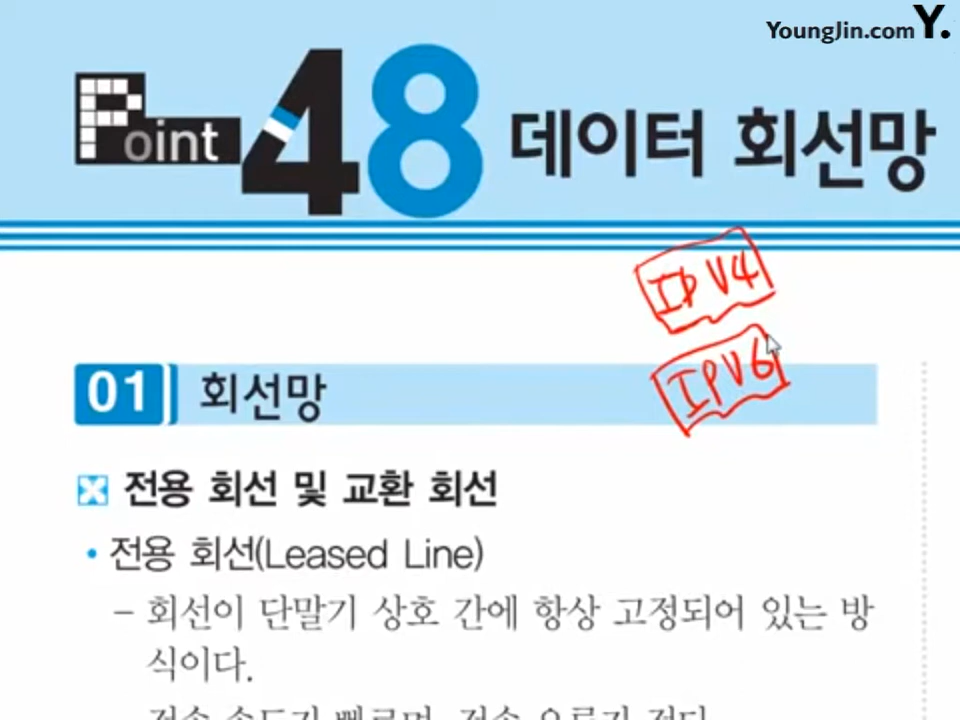 YoungJin.com Y.
Point 48 데이터 회선망
IPV4
IPV6
01 회선망
전용 회선 및 교환 회선
• 전용 회선(Leased Line)
– 회선이 단말기 상호 간에 항상 고정되어 있는 방
식이다.